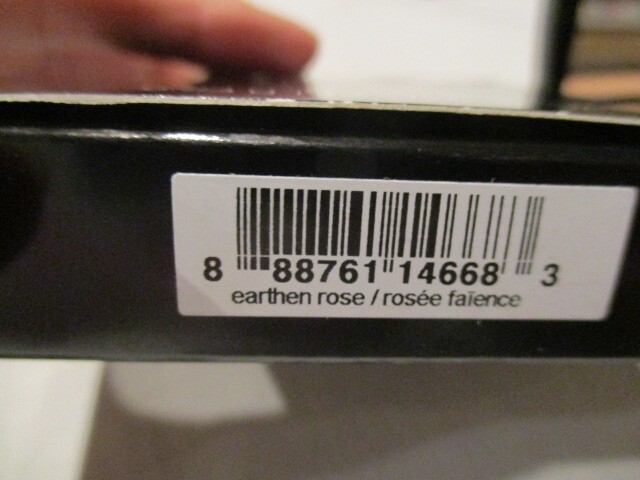 8 88761 14668 3
earthen rose / rosée faïence